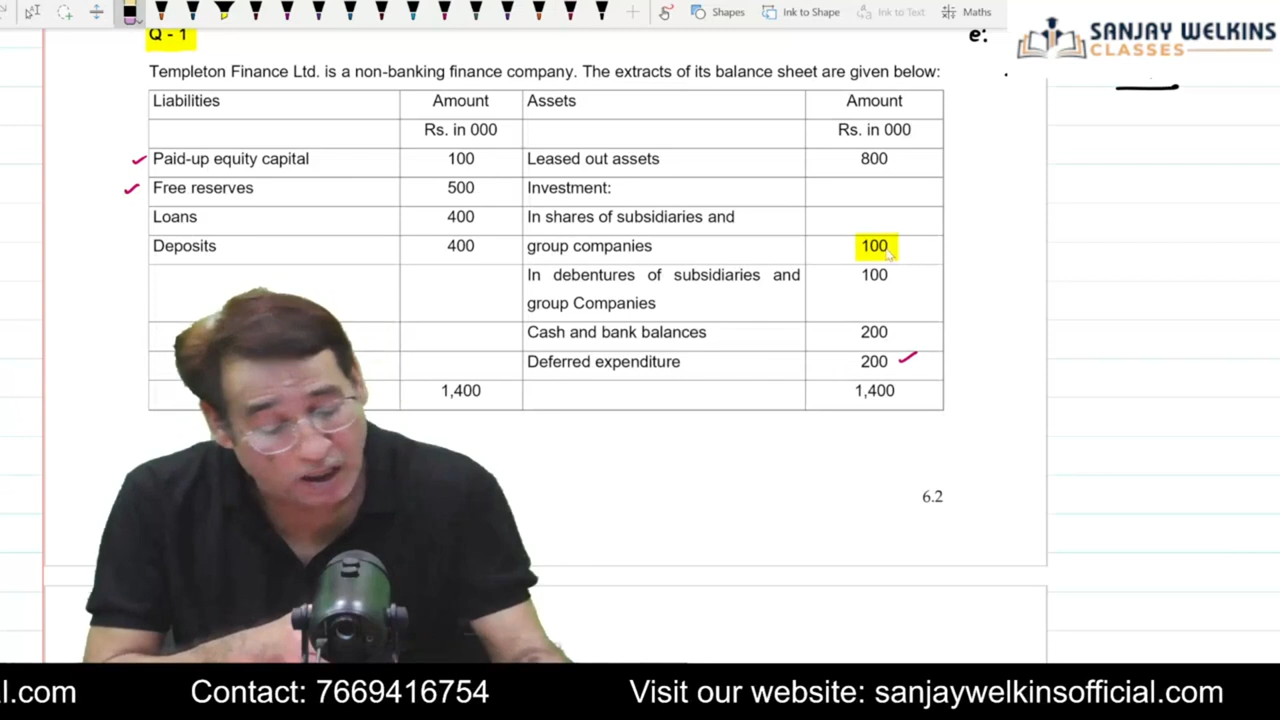 Shapes
Ink to Shape
Ink to Text
Maths
SANJAY WELKINS
CLASSES
Q - 1
e:
Templeton Finance Ltd. is a non-banking finance company. The extracts of its balance sheet are given below:
Liabilities Amount Assets Amount
Rs. in 000 Rs. in 000
Paid-up equity capital 100 Leased out assets 800
Free reserves 500 Investment:
Loans 400 In shares of subsidiaries and
Deposits 400 group companies 100
In debentures of subsidiaries and 100
group Companies
Cash and bank balances 200
Deferred expenditure 200
1,400 1,400
6.2
al.com Contact: 7669416754 Visit our website: sanjaywelkinsofficial.com